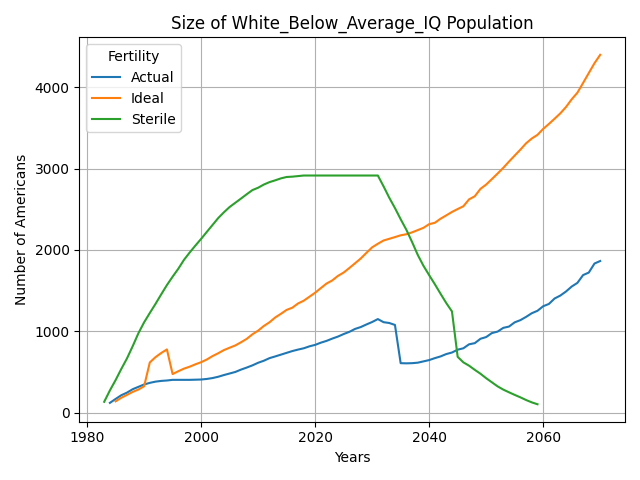 Size of White_Below_Average_IQ Population
Fertility
Actual
Ideal
Sterile
Number of Americans
4000
3000
2000
1000
0
1980
2000
2020
2040
2060
Years